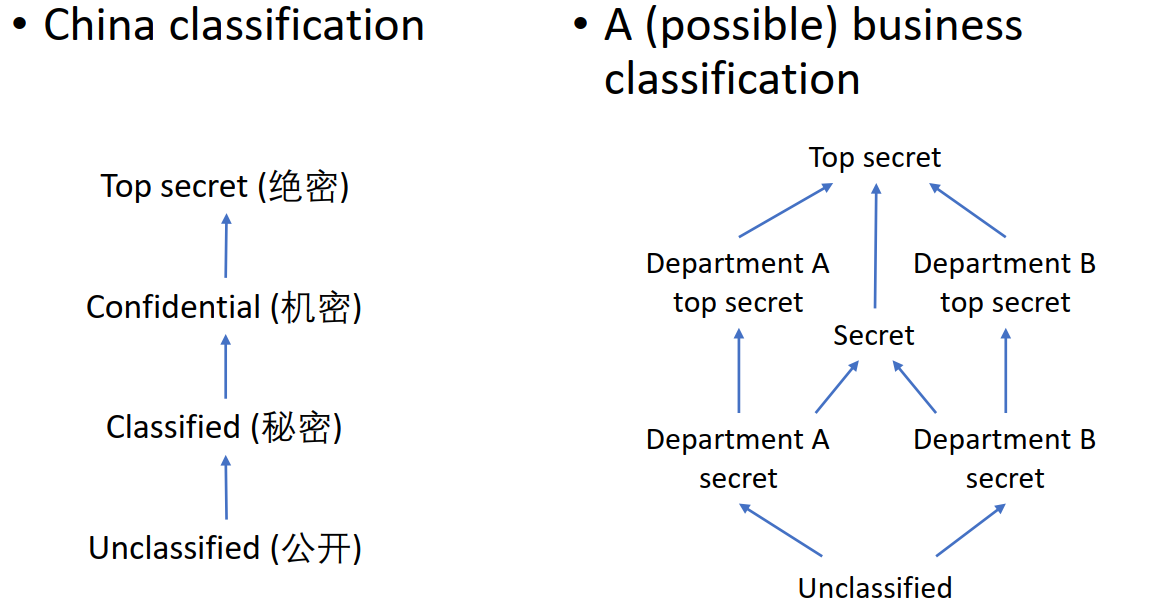 • China classification
Top secret (绝密)
Confidential (机密)
Classified (秘密)
Unclassified (公开)
• A (possible) business
classification
Top secret
Department A
top secret
Department B
top secret
Secret
Department A
secret
Department B
secret
Unclassified